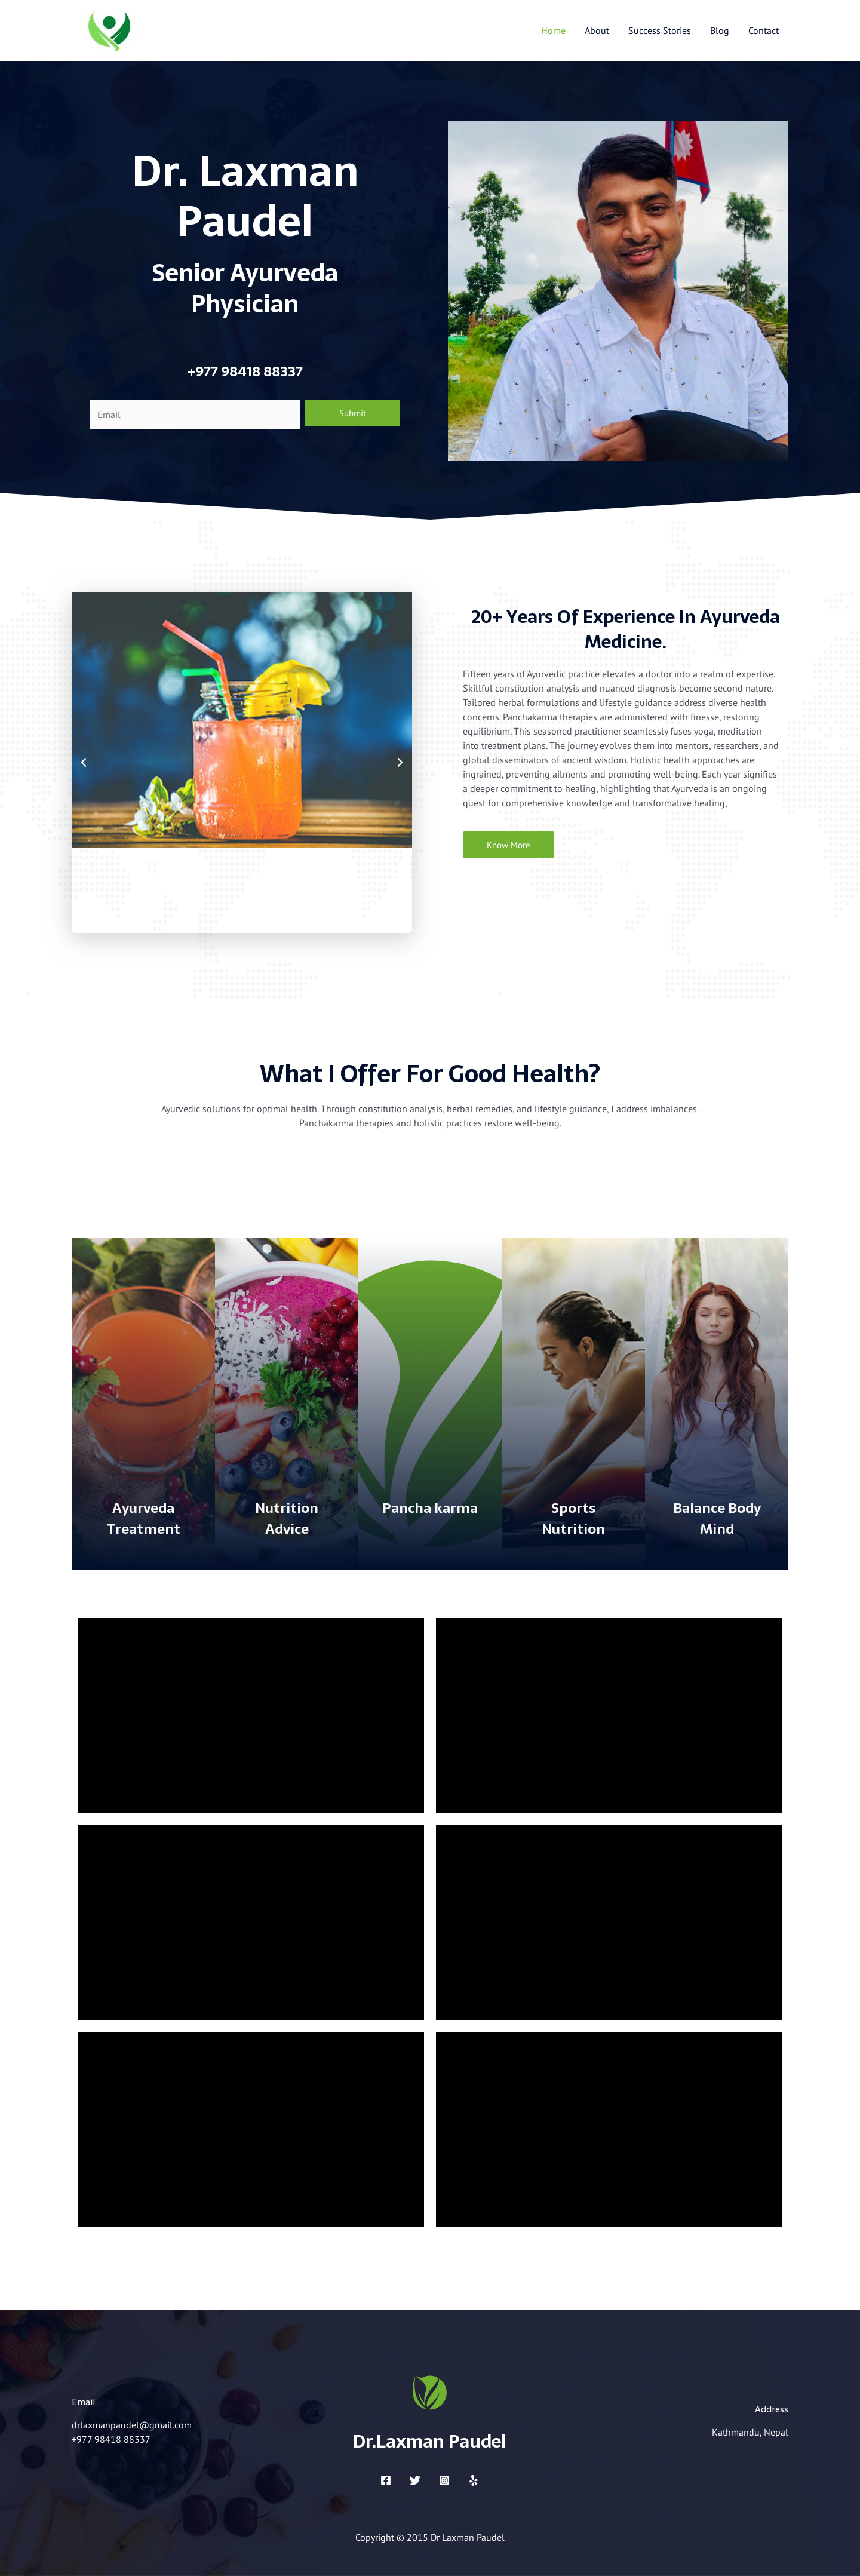 Home About Success Stories Blog Contact
Dr. Laxman
Paudel
Senior Ayurveda
Physician
+977 98418 88337
Email
Submit
20+ Years Of Experience In Ayurveda
Medicine.
Fifteen years of Ayurvedic practice elevates a doctor into a realm of expertise.
Skillful constitution analysis and nuanced diagnosis become second nature.
Tailored herbal formulations and lifestyle guidance address diverse health
concerns. Panchakarma therapies are administered with finesse, restoring
equilibrium. This seasoned practitioner seamlessly fuses yoga, meditation
into treatment plans. The journey evolves them into mentors, researchers, and
global disseminators of ancient wisdom. Holistic health approaches are
ingrained, preventing ailments and promoting well-being. Each year signifies
a deeper commitment to healing, highlighting that Ayurveda is an ongoing
quest for comprehensive knowledge and transformative healing,
Know More
What I Offer For Good Health?
Ayurvedic solutions for optimal health. Through constitution analysis, herbal remedies, and lifestyle guidance, I address imbalances.
Panchakarma therapies and holistic practices restore well-being.
Ayurveda
Treatment
Nutrition
Advice
Pancha karma
Sports
Nutrition
Balance Body
Mind
Email
drlaxmanpaudel@gmail.com
+977 98418 88337
Dr.Laxman Paudel
Address
Kathmandu, Nepal
Copyright © 2015 Dr Laxman Paudel